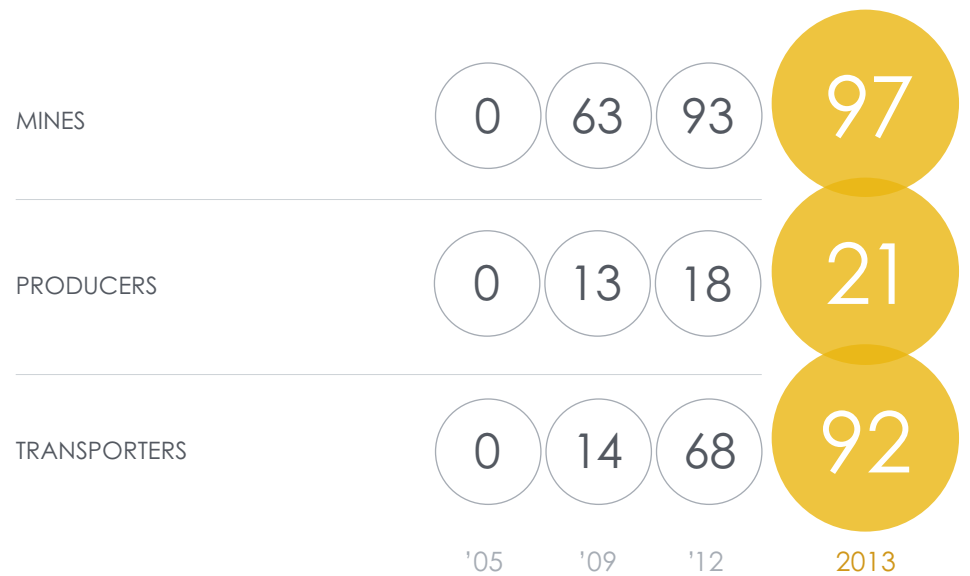 MINES 0 63 93 97
PRODUCERS 0 13 18 21
TRANSPORTERS 0 14 68 92
’05 ’09 ’12 2013